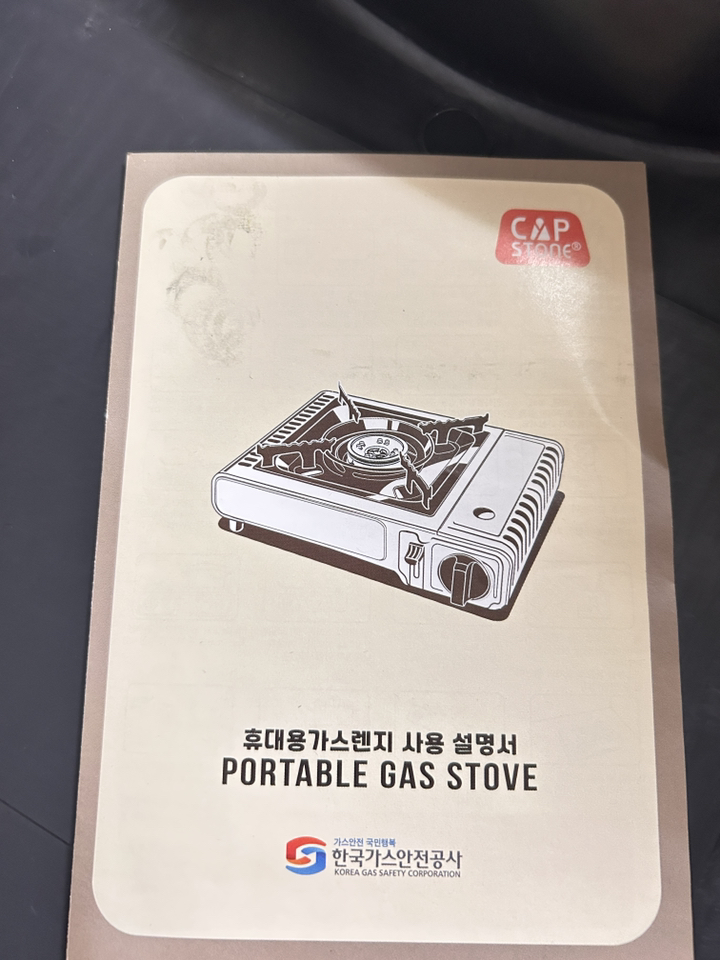 CAP
STONE®
휴대용가스렌지 사용 설명서
PORTABLE GAS STOVE
가스안전 국민행복
한국가스안전공사
KOREA GAS SAFETY CORPORATION